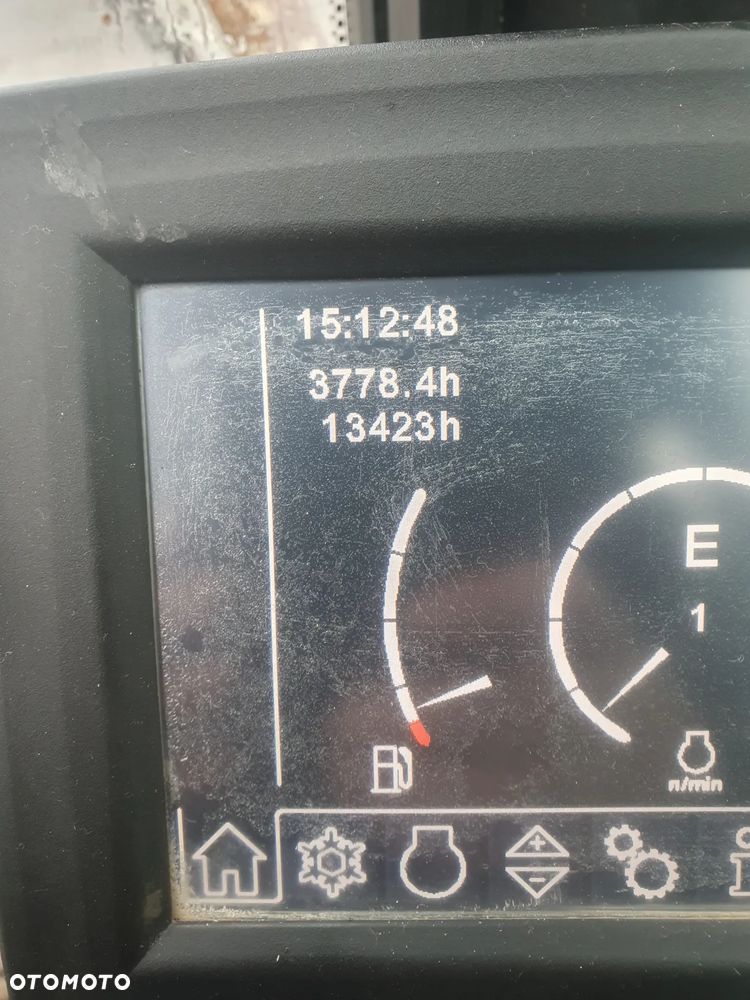 15:12:48
3778.4h
13423h
E
1
n/min
OTOMOTO